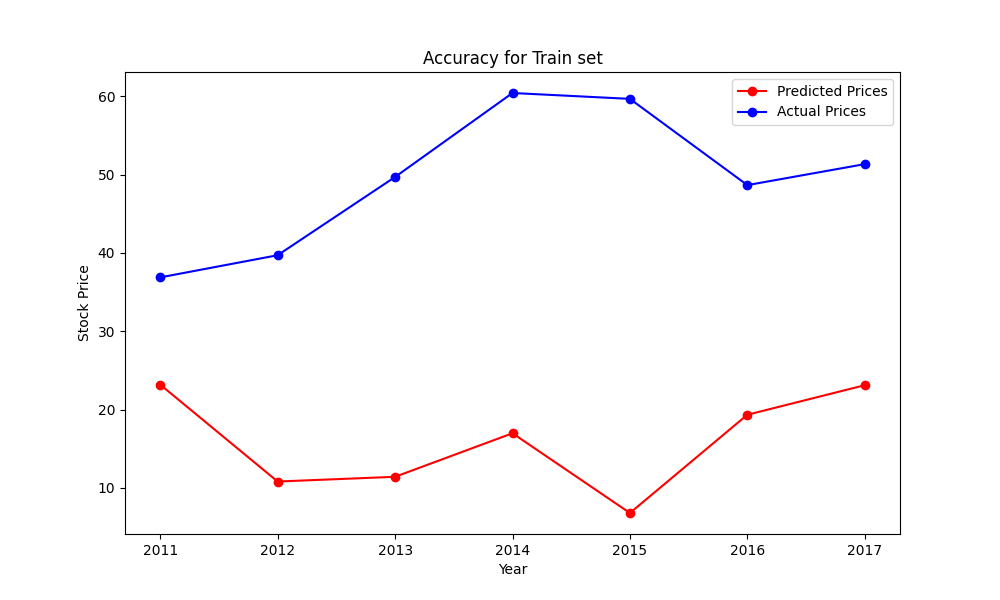 Accuracy for Train set
Predicted Prices
Actual Prices
60
50
40
30
20
10
Stock Price
2011 2012 2013 2014 2015 2016 2017
Year